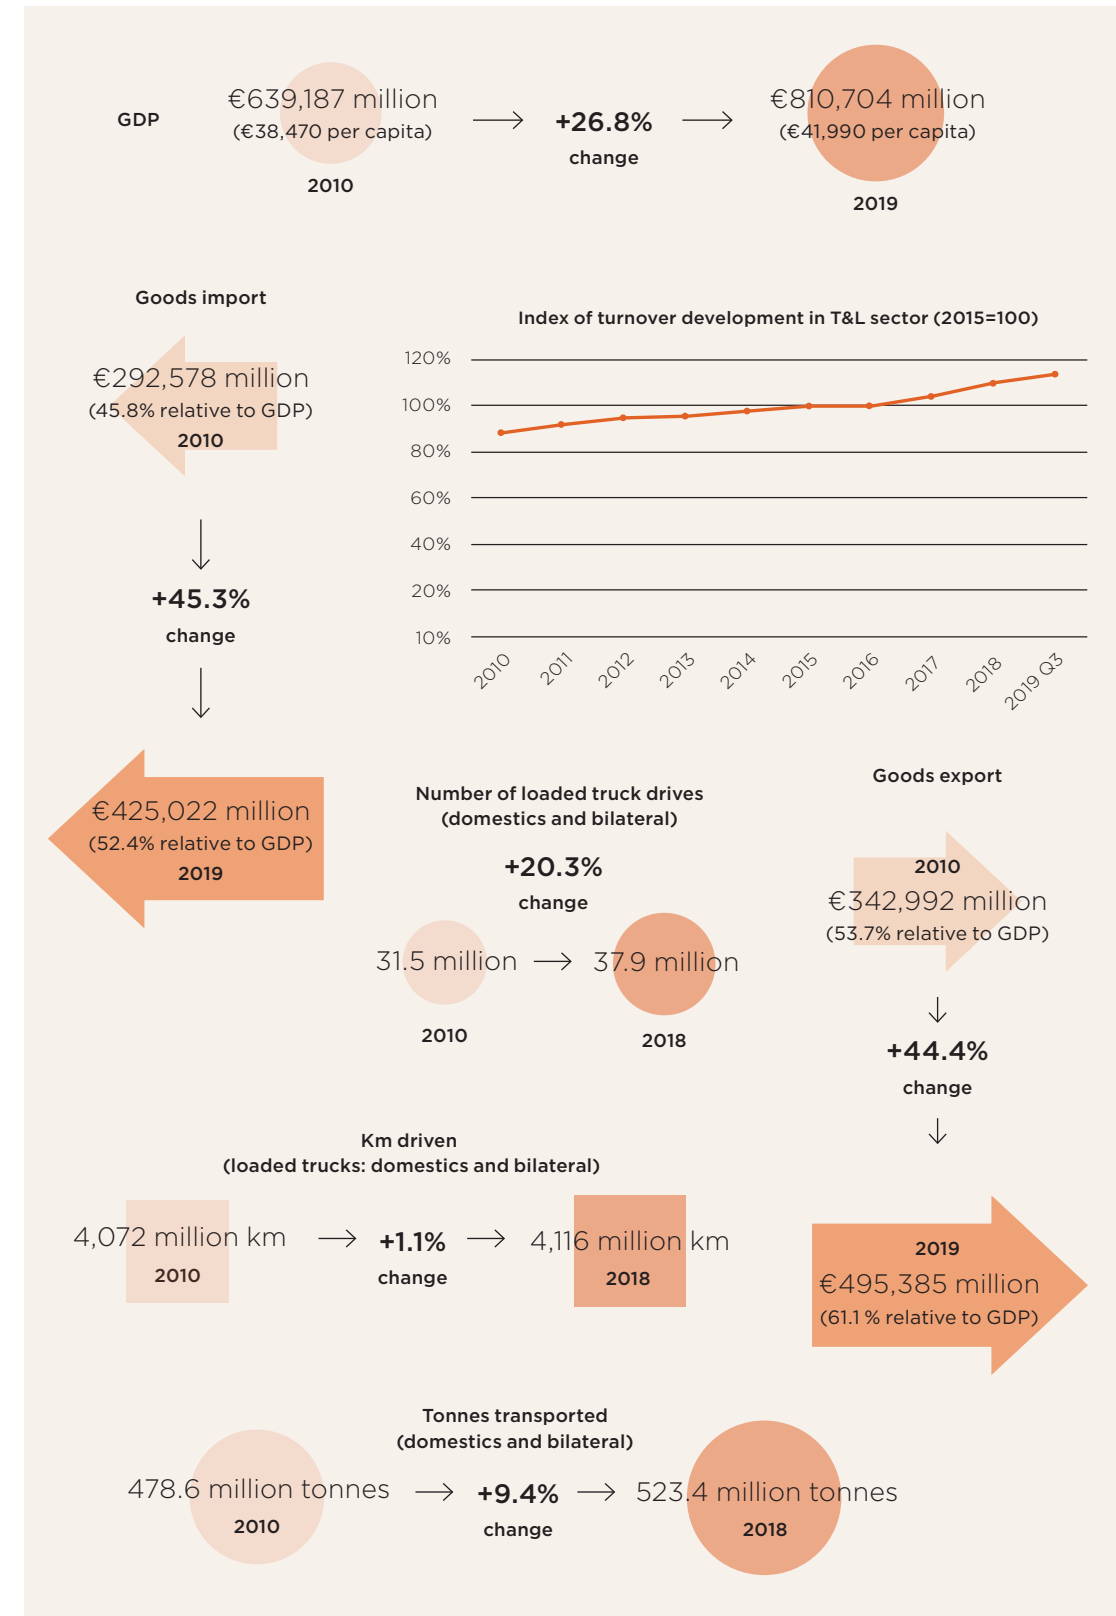 GDP
€639,187 million
(€38,470 per capita)
2010
+26.8%
change
€810,704 million
(€41,990 per capita)
2019
Goods import
€292,578 million
(45.8% relative to GDP)
2010
+45.3%
change
€425,022 million
(52.4% relative to GDP)
2019
Index of turnover development in T&L sector (2015=100)
120%
100%
80%
60%
40%
20%
10%
2010
2011
2012
2013
2014
2015
2016
2017
2018
2019 Q3
Number of loaded truck drives
(domestics and bilateral)
+20.3%
change
31.5 million
2010
37.9 million
2018
Goods export
2010
€342,992 million
(53.7% relative to GDP)
+44.4%
change
2019
€495,385 million
(61.1 % relative to GDP)
Km driven
(loaded trucks: domestics and bilateral)
4,072 million km
2010
+1.1%
change
4,116 million km
2018
Tonnes transported
(domestics and bilateral)
478.6 million tonnes
2010
+9.4%
change
523.4 million tonnes
2018